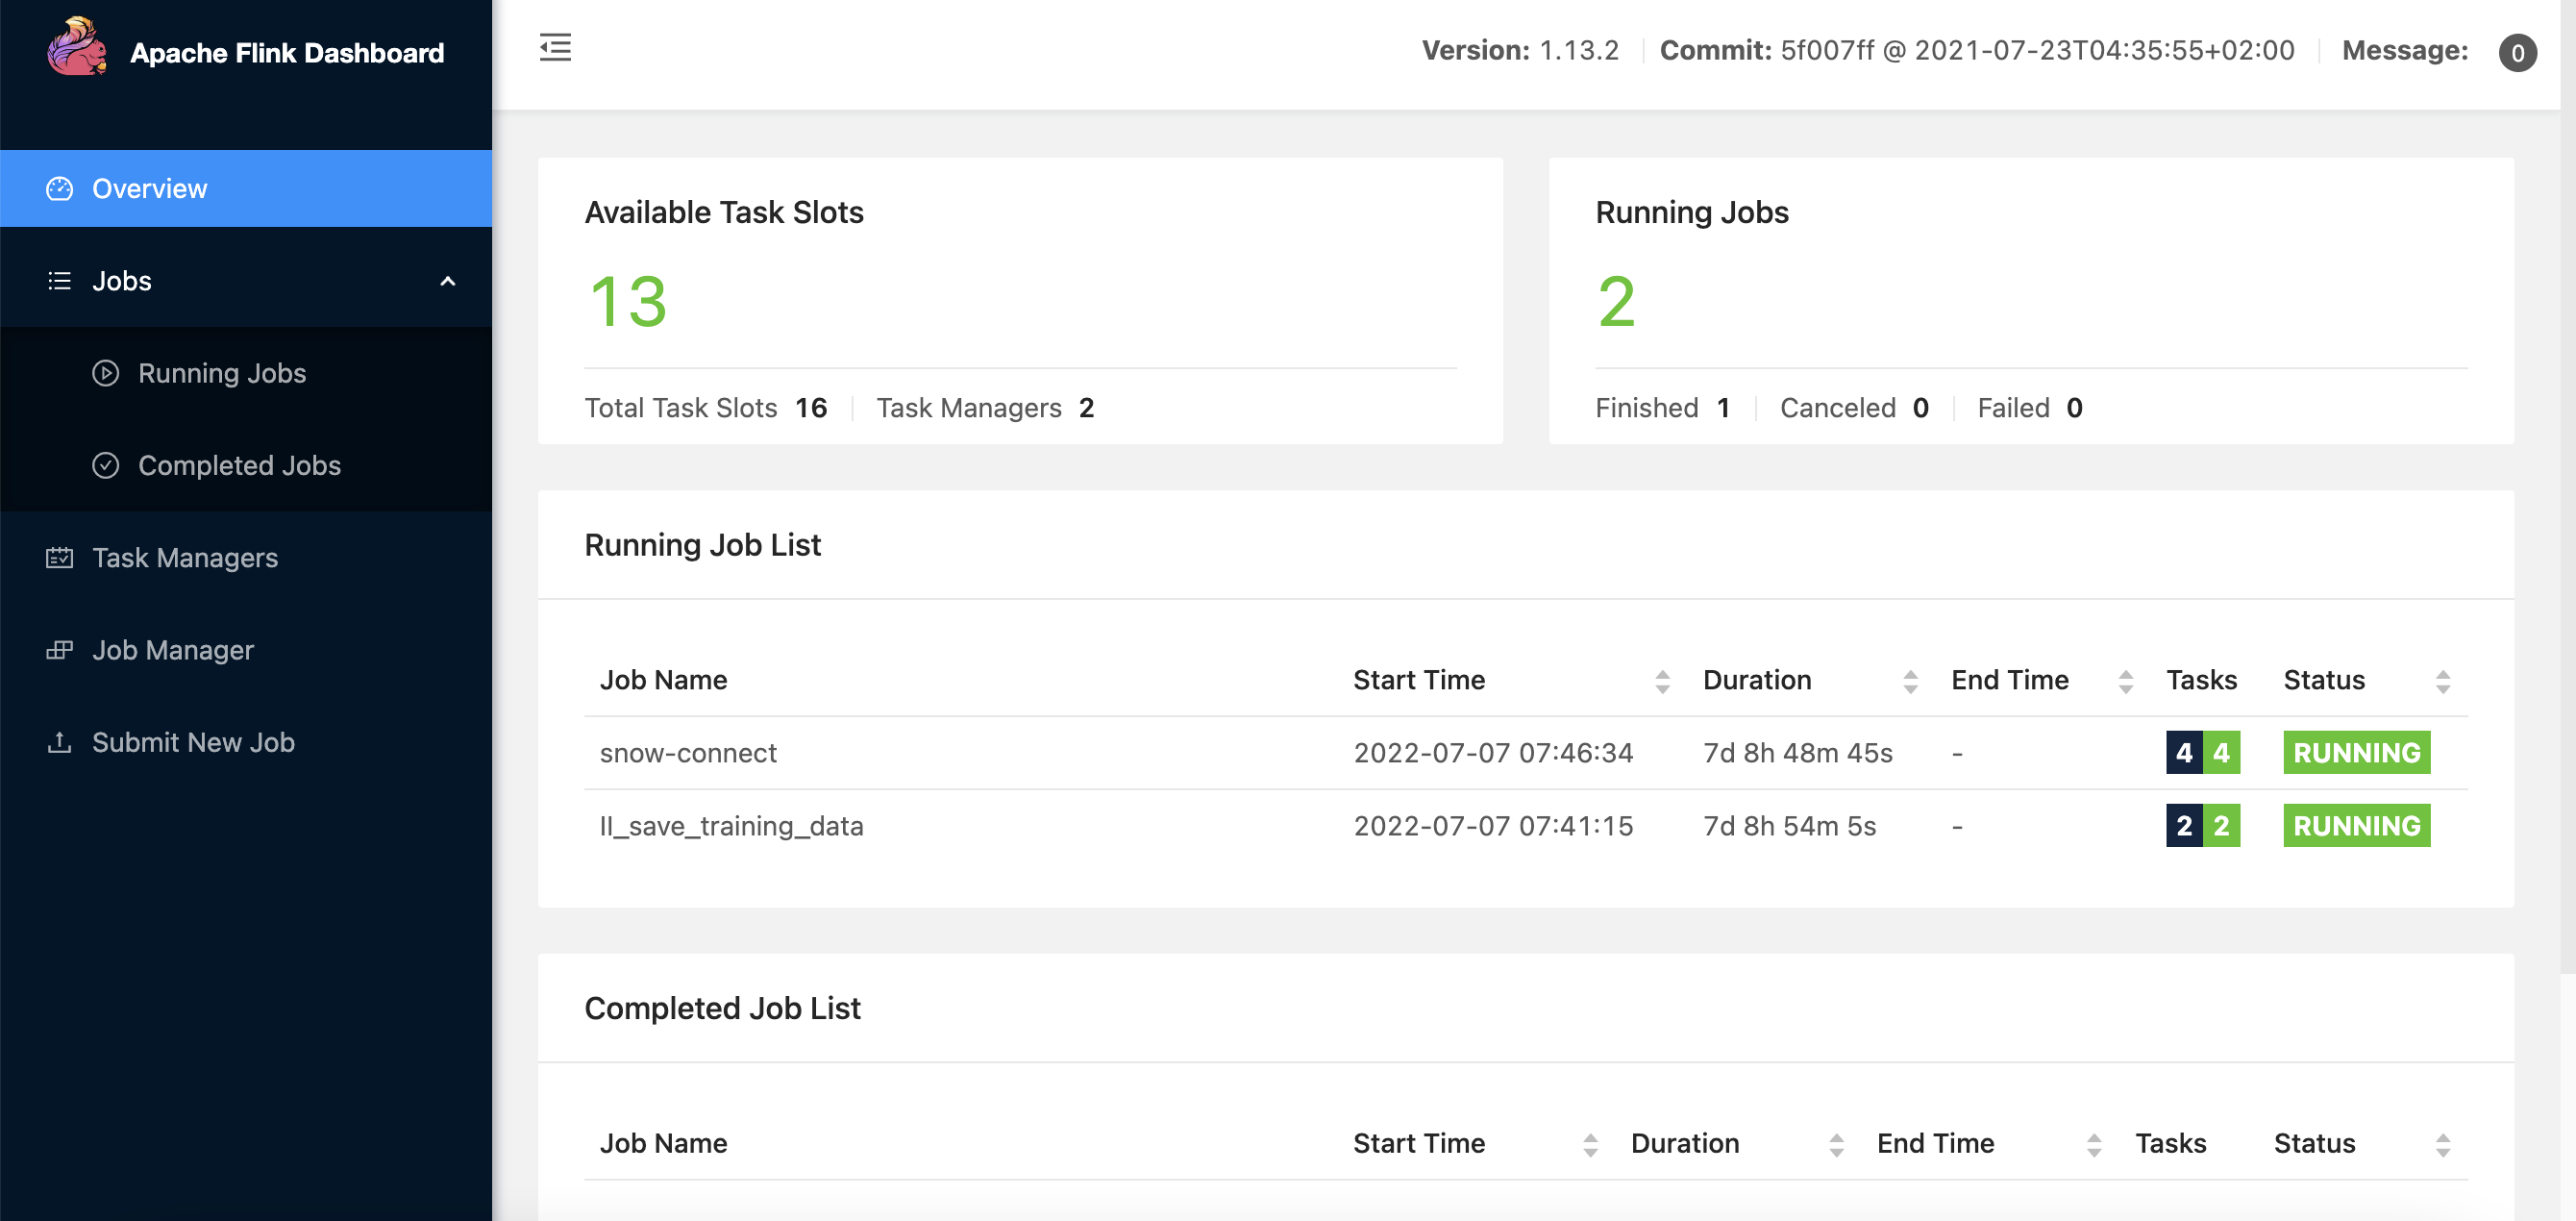 Apache Flink Dashboard
Version: 1.13.2 Commit: 5f007ff @ 2021-07-23T04:35:55+02:00 Message: 0
Overview
Jobs
Running Jobs
Completed Jobs
Task Managers
Job Manager
Submit New Job
Available Task Slots
13
Total Task Slots 16 Task Managers 2
Running Jobs
2
Finished 1 Canceled 0 Failed 0
Running Job List
Job Name Start Time Duration End Time Tasks Status
snow-connect 2022-07-07 07:46:34 7d 8h 48m 45s - 4 4 RUNNING
ll_save_training_data 2022-07-07 07:41:15 7d 8h 54m 5s - 2 2 RUNNING
Completed Job List
Job Name Start Time Duration End Time Tasks Status